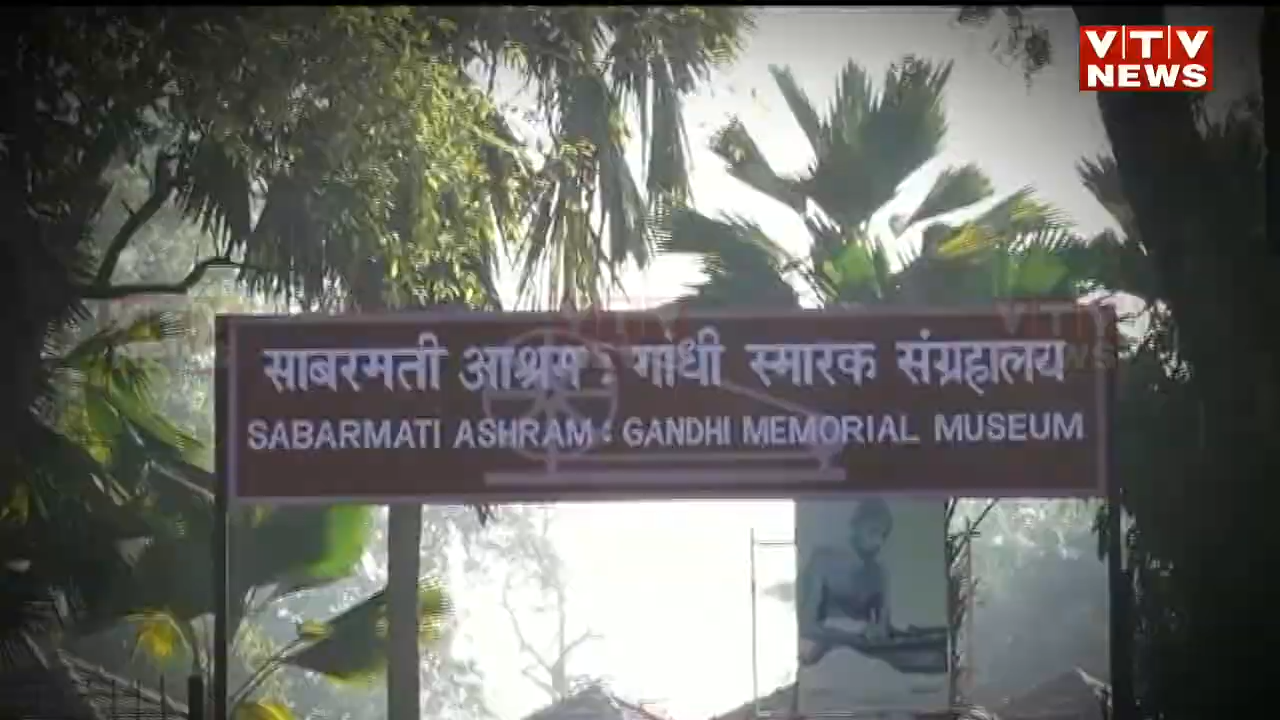 VTV
NEWS
साबरमती आश्रम : गांधी स्मारक संग्रहालय
SABARMATI ASHRAM : GANDHI MEMORIAL MUSEUM